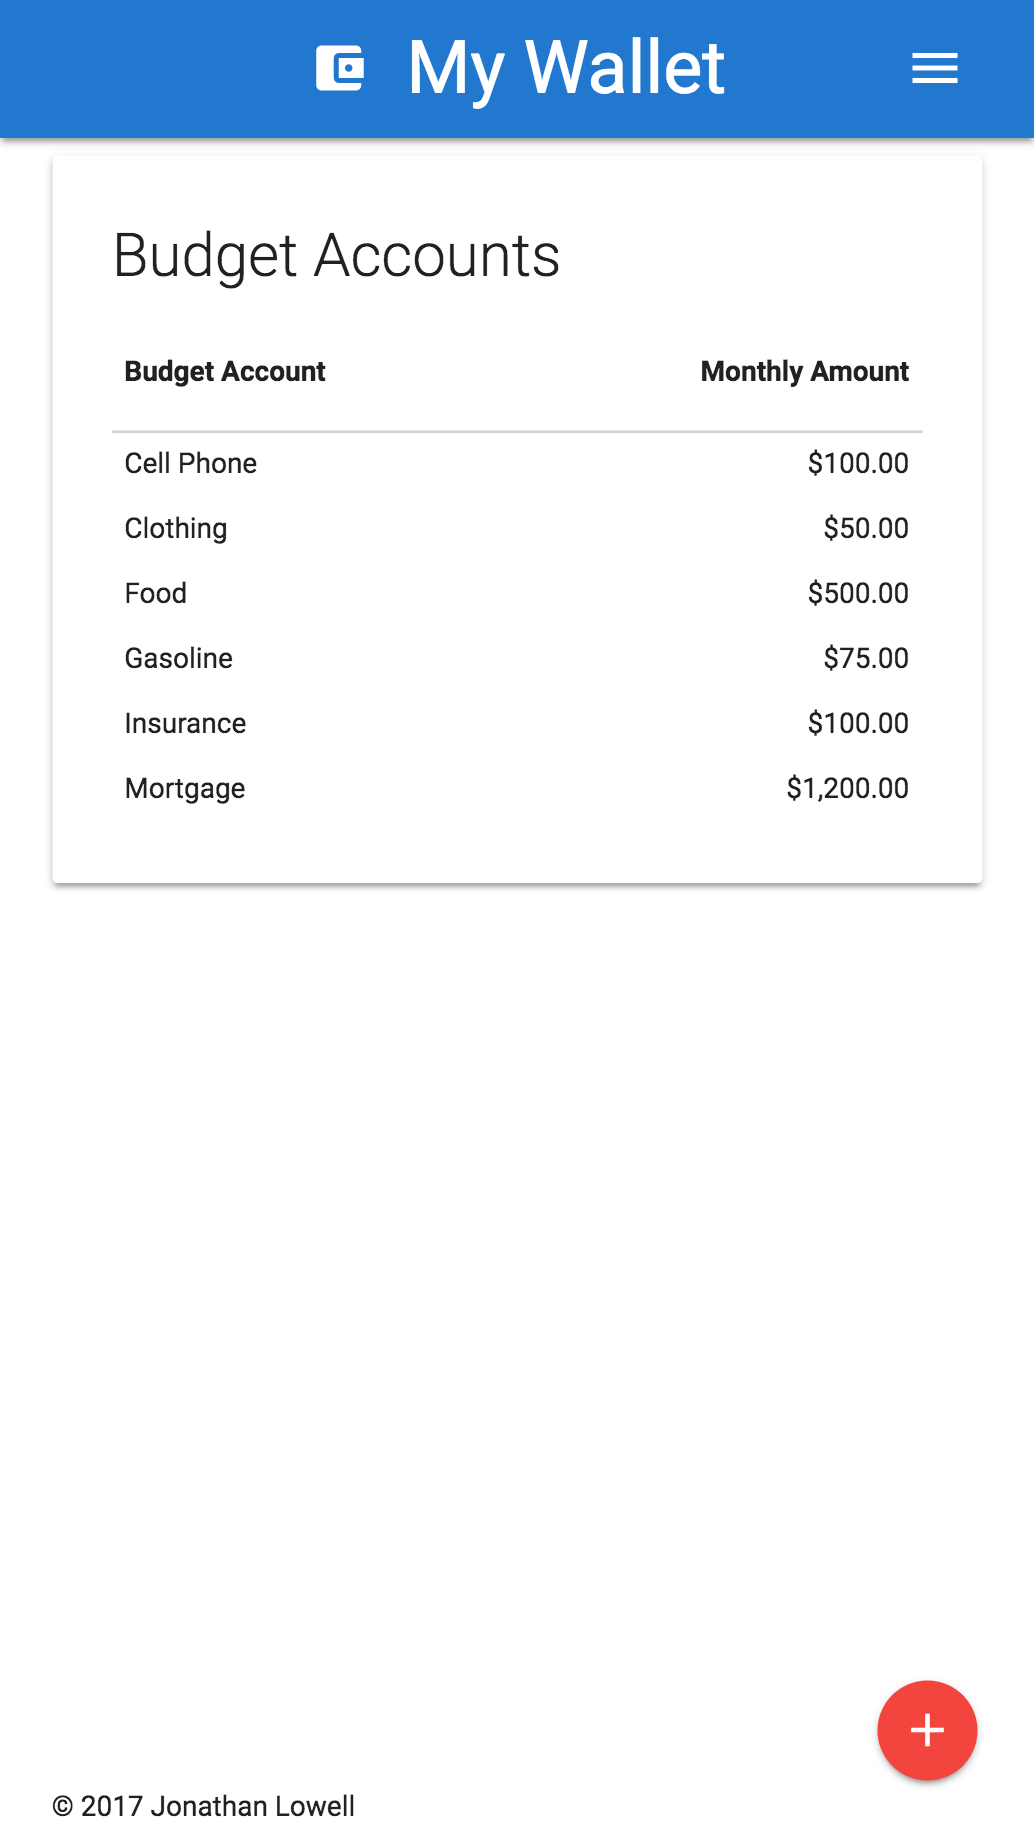 My Wallet
Budget Accounts
Budget Account Monthly Amount
Cell Phone $100.00
Clothing $50.00
Food $500.00
Gasoline $75.00
Insurance $100.00
Mortgage $1,200.00
© 2017 Jonathan Lowell